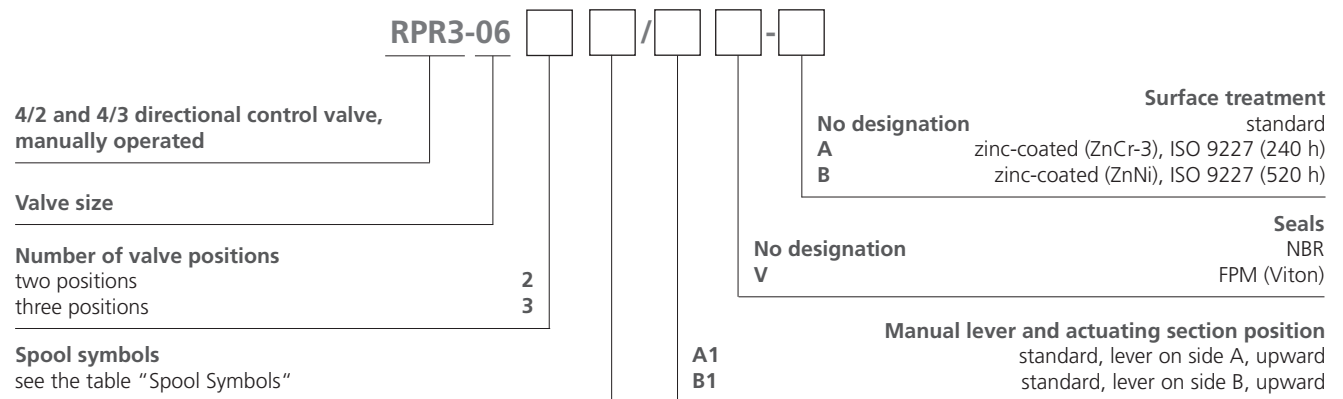 RPR3-06 / -
4/2 and 4/3 directional control valve,
manually operated
Valve size
Number of valve positions
two positions 2
three positions 3
Spool symbols
see the table “Spool Symbols“
Surface treatment
No designation standard
A zinc-coated (ZnCr-3), ISO 9227 (240 h)
B zinc-coated (ZnNi), ISO 9227 (520 h)
Seals
No designation NBR
V FPM (Viton)
Manual lever and actuating section position
A1 standard, lever on side A, upward
B1 standard, lever on side B, upward